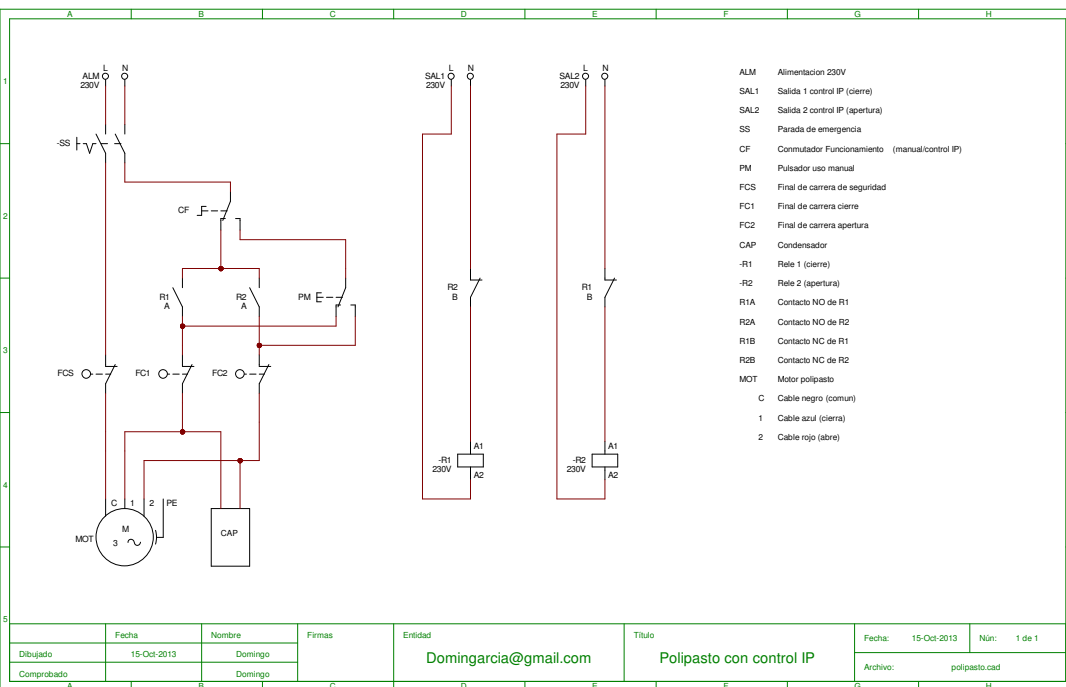 A B C D E F G H
1
2
3
4
5
L N
ALM
230V
-SS
CF
R1
A
R2
A
PM
FCS
FC1
FC2
C 1 2 PE
MOT
M
3
CAP
L N
SAL1
230V
R2
B
A1
-R1
230V
A2
L N
SAL2
230V
R1
B
A1
-R2
230V
A2
ALM Alimentacion 230V
SAL1 Salida 1 control IP (cierre)
SAL2 Salida 2 control IP (apertura)
SS Parada de emergencia
CF Conmutador Funcionamiento (manual/control IP)
PM Pulsador uso manual
FCS Final de carrera de seguridad
FC1 Final de carrera cierre
FC2 Final de carrera apertura
CAP Condensador
-R1 Rele 1 (cierre)
-R2 Rele 2 (apertura)
R1A Contacto NO de R1
R2A Contacto NO de R2
R1B Contacto NC de R1
R2B Contacto NC de R2
MOT Motor polipasto
C Cable negro (comun)
1 Cable azul (cierra)
2 Cable rojo (abre)
Fecha Nombre Firmas Entidad Título
Dibujado 15-Oct-2013 Domingo
Comprobado Domingo
Domingarcia@gmail.com
Polipasto con control IP
Fecha: 15-Oct-2013 Nún: 1 de 1
Archivo: polipasto.cad
A B C D E F G H